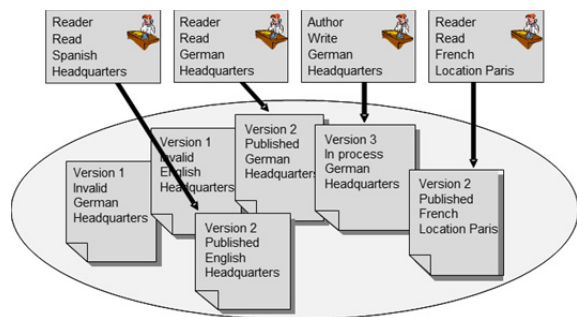 Reader
Read
Spanish
Headquarters
Reader
Read
German
Headquarters
Author
Write
German
Headquarters
Reader
Read
French
Location Paris
Version 1
Invalid
German
Headquarters
Version 1
Invalid
English
Headquarters
Version 2
Published
German
Headquarters
Version 3
In process
German
Headquarters
Version 2
Published
French
Location Paris
Version 2
Published
English
Headquarters